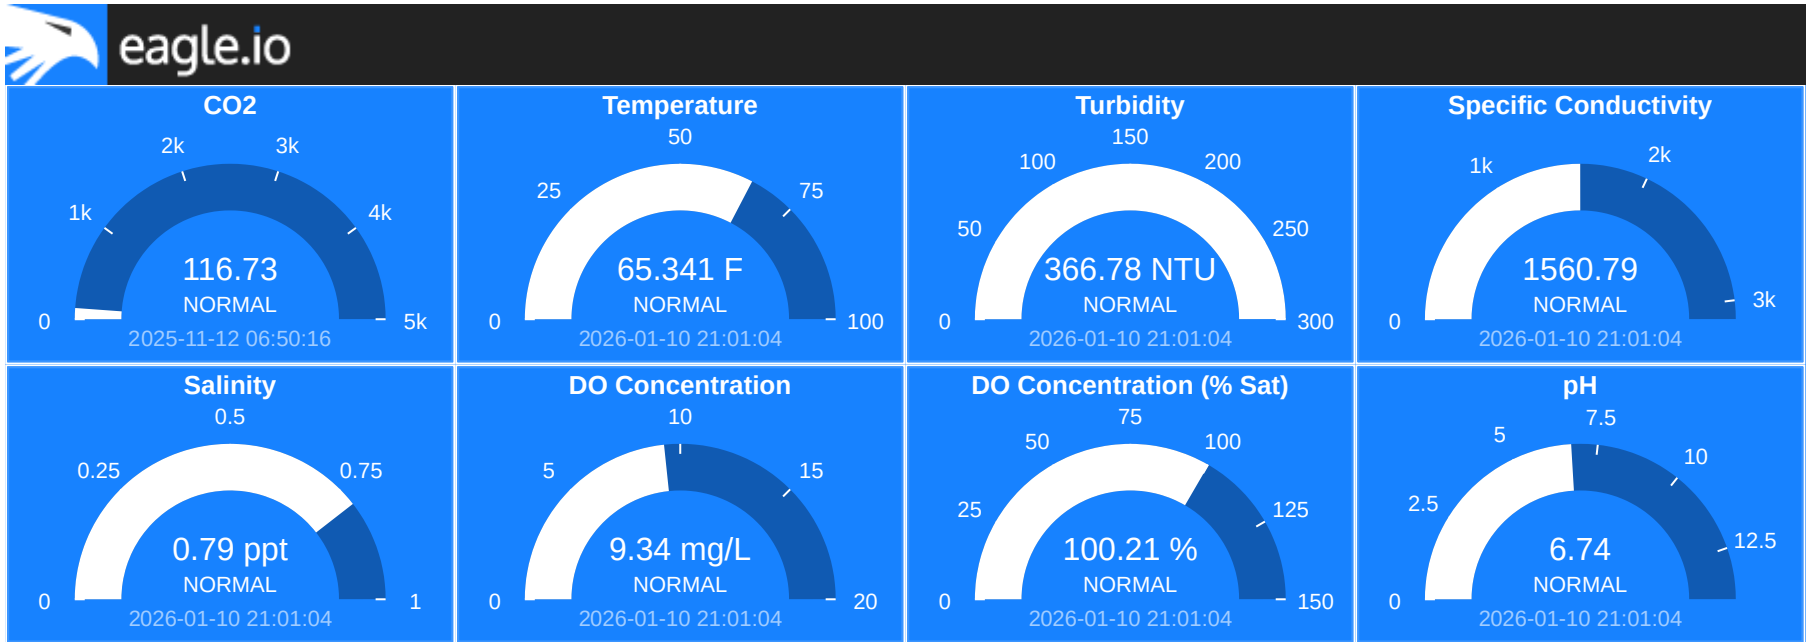 eagle.io
CO2
0
1k
2k
3k
4k
5k
116.73
NORMAL
2025-11-12 06:50:16
Temperature
0
25
50
75
100
65.341 F
NORMAL
2026-01-10 21:01:04
Turbidity
0
50
100
150
200
250
300
366.78 NTU
NORMAL
2026-01-10 21:01:04
Specific Conductivity
0
1k
2k
3k
1560.79
NORMAL
2026-01-10 21:01:04
Salinity
0
0.25
0.5
0.75
1
0.79 ppt
NORMAL
2026-01-10 21:01:04
DO Concentration
0
5
10
15
20
9.34 mg/L
NORMAL
2026-01-10 21:01:04
DO Concentration (% Sat)
0
25
50
75
100
125
150
100.21 %
NORMAL
2026-01-10 21:01:04
pH
0
2.5
5
7.5
10
12.5
6.74
NORMAL
2026-01-10 21:01:04